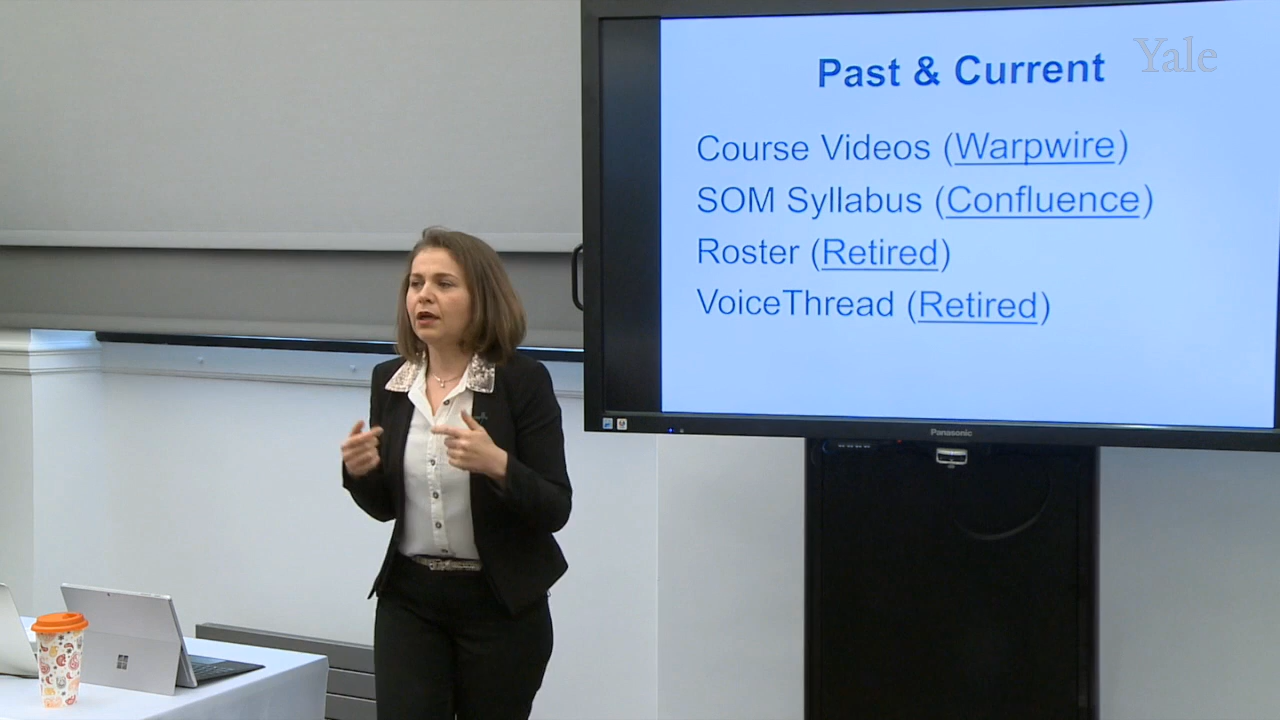 Yale
Past & Current
Course Videos (Warpwire)
SOM Syllabus (Confluence)
Roster (Retired)
VoiceThread (Retired)
Panasonic